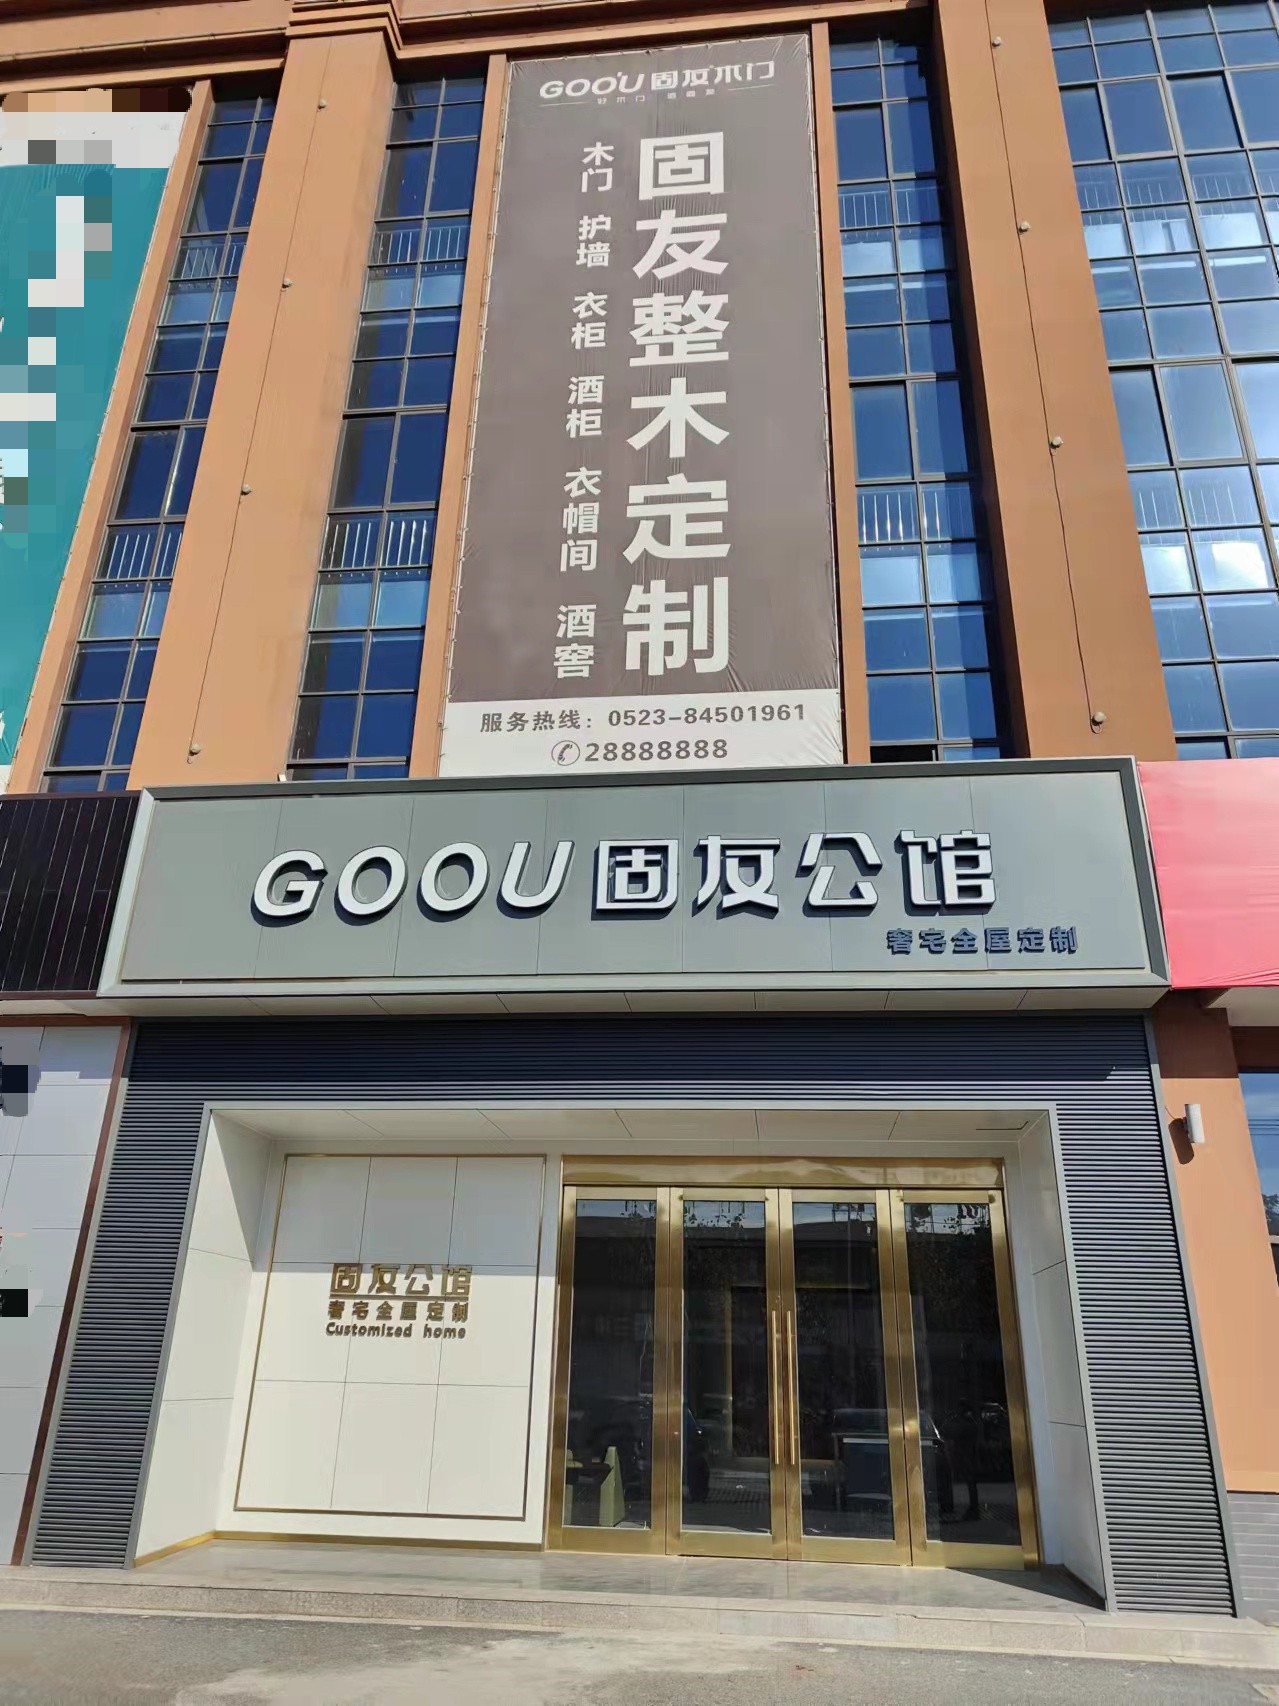 GOO'U 固友木门
固友整木定制
木门 护墙 衣柜 酒柜 衣帽间 酒窖
服务热线：0523-84501961
28888888
GOOU 固友公馆
奢宅全屋定制
固友公馆
奢宅全屋定制
Customized home